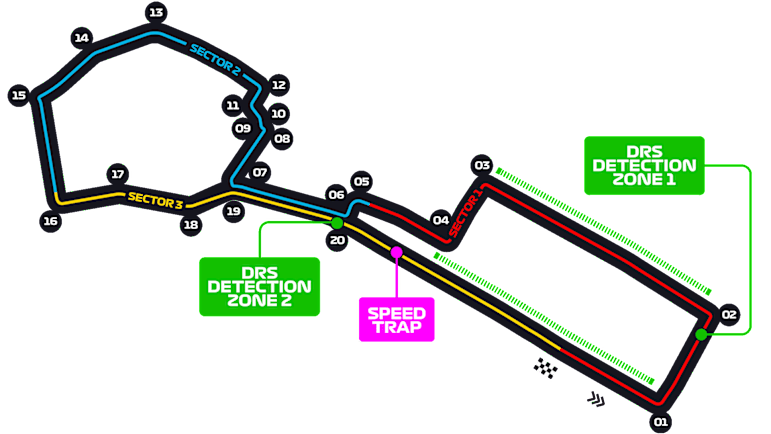 13
14
SECTOR 2
12
15
11
10
09
08
03
DRS
DETECTION
ZONE 1
17
07
05
06
SECTOR 3
04
SECTOR 1
16
18
19
20
DRS
DETECTION
ZONE 2
SPEED
TRAP
02
01